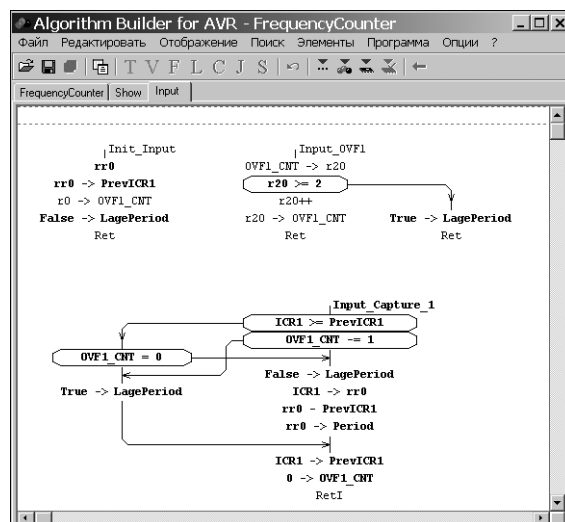 Algorithm Builder for AVR - FrequencyCounter
Файл Редактировать Отображение Поиск Элементы Программа Опции ?
T V F L C J S
FrequencyCounter Show Input
Init_Input
rr0
rr0 -> PrevICR1
r0 -> OVF1_CNT
False -> LagePeriod
Ret
Input_OVF1
OVF1_CNT -> r20
r20 >= 2
r20++
r20 -> OVF1_CNT
Ret
True -> LagePeriod
Ret
Input_Capture_1
ICR1 >= PrevICR1
OVF1_CNT -= 1
OVF1_CNT = 0
True -> LagePeriod
False -> LagePeriod
ICR1 -> rr0
rr0 - PrevICR1
rr0 -> Period
ICR1 -> PrevICR1
0 -> OVF1_CNT
RetI